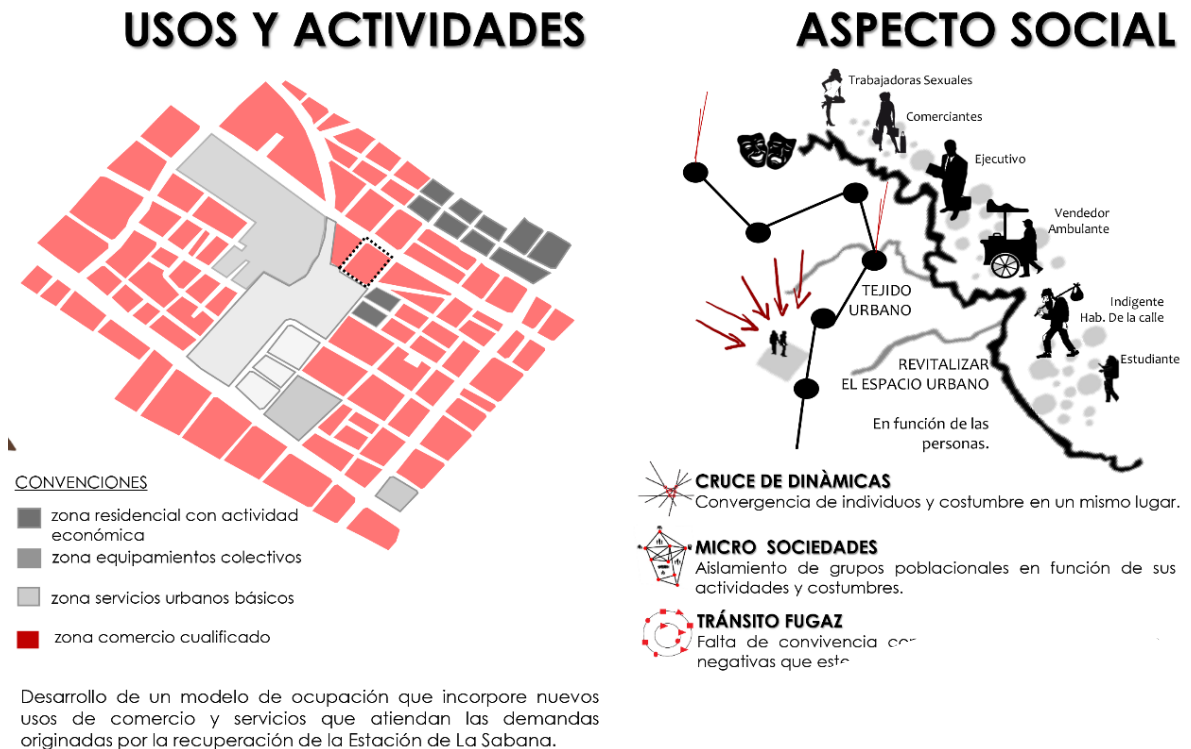 USOS Y ACTIVIDADES
CONVENCIONES
zona residencial con actividad
económica
zona equipamientos colectivos
zona servicios urbanos básicos
zona comercio cualificado
Desarrollo de un modelo de ocupación que incorpore nuevos
usos de comercio y servicios que atiendan las demandas
originadas por la recuperación de la Estación de La Sabana.
ASPECTO SOCIAL
Trabajadoras Sexuales
Comerciantes
Ejecutivo
Vendedor
Ambulante
Indigente
Hab. De la calle
Estudiante
TEJIDO
URBANO
REVITALIZAR
EL ESPACIO URBANO
En función de las
personas.
CRUCE DE DINÀMICAS
Convergencia de individuos y costumbre en un mismo lugar.
MICRO SOCIEDADES
Aislamiento de grupos poblacionales en función de sus
actividades y costumbres.
TRÁNSITO FUGAZ
Falta de convivencia
negativas que